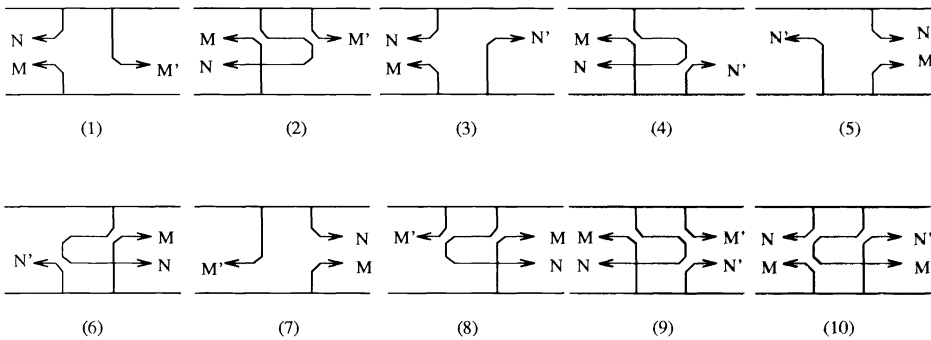 N M M'
(1)
M N M'
(2)
N M N'
(3)
M N N'
(4)
N' N M
(5)
N' M N
(6)
M' N M
(7)
M' M N
(8)
M N M' N'
(9)
N M N' M
(10)